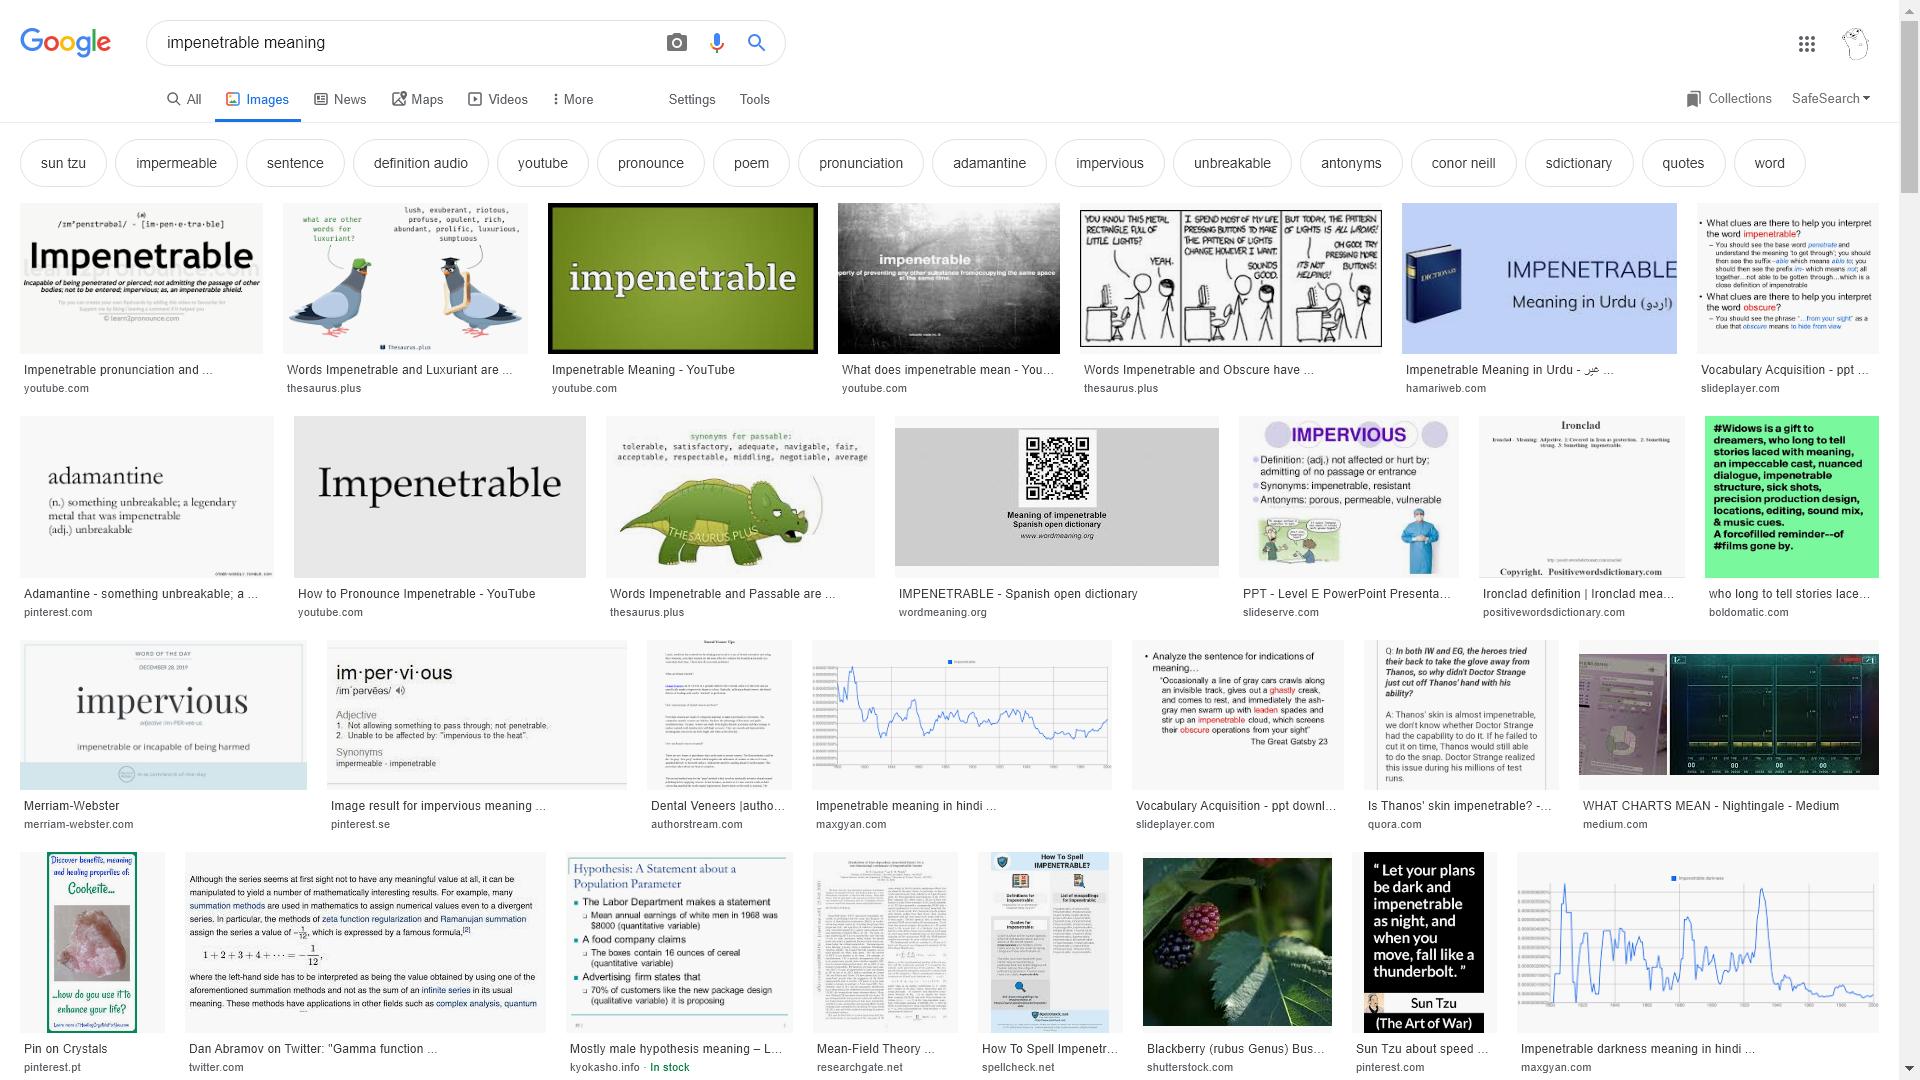 Google
impenetrable meaning
All
Images
News
Maps
Videos
More
Settings
Tools
Collections
SafeSearch
sun tzu
impermeable
sentence
definition audio
youtube
pronounce
poem
pronunciation
adamantine
impervious
unbreakable
antonyms
conor neill
sdictionary
quotes
word
/ɪmˈpenɪtrəbəl/ - [im·pen·e·tra·ble]
Impenetrable
Incapable of being penetrated or pierced; not admitting the passage of other
bodies; not to be entered; impervious; as, an impenetrable shield.
© learn2pronounce.com
Impenetrable pronunciation and ...
youtube.com
what are other
words for
luxuriant?
lush, exuberant, riotous,
profuse, opulent, rich,
abundant, prolific, luxurious,
sumptuous
Thesaurus.plus
Words Impenetrable and Luxuriant are ...
thesaurus.plus
impenetrable
Impenetrable Meaning - YouTube
youtube.com
impenetrable
perty of preventing any other substance from occupying the same space
at the same time.
What does impenetrable mean - You...
youtube.com
YOU KNOW THIS METAL
RECTANGLE FULL OF
LITTLE LIGHTS?
YEAH.
I SPEND MOST OF MY LIFE
PRESSING BUTTONS TO MAKE
THE PATTERN OF LIGHTS
CHANGE HOWEVER I WANT.
SOUNDS
GOOD.
BUT TODAY, THE PATTERN
OF LIGHTS IS ALL WRONG!
OH GOD! TRY
PRESSING MORE
BUTTONS!
IT'S NOT
HELPING!
Words Impenetrable and Obscure have ...
thesaurus.plus
DICTIONARY
IMPENETRABLE
Meaning in Urdu (اردو)
Impenetrable Meaning in Urdu - غیر ...
hamariweb.com
• What clues are there to help you interpret
the word impenetrable?
– You should see the base word penetrate and
understand the meaning to 'get through'; you should
then see the suffix –able which means able to; you
should then see the prefix im- which means not; all
together...not able to be gotten through...which is a
close definition of impenetrable
• What clues are there to help you interpret
the word obscure?
– You should see the phrase "...from your sight" as a
clue that obscure means to hide from view
Vocabulary Acquisition - ppt ...
slideplayer.com
adamantine
(n.) something unbreakable; a legendary
metal that was impenetrable
(adj.) unbreakable
Adamantine - something unbreakable; a ...
pinterest.com
Impenetrable
How to Pronounce Impenetrable - YouTube
youtube.com
synonyms for passable:
tolerable, satisfactory, adequate, navigable, fair,
acceptable, respectable, middling, negotiable, average
THESAURUS.PLUS
Words Impenetrable and Passable are ...
thesaurus.plus
Meaning of impenetrable
Spanish open dictionary
www.wordmeaning.org
IMPENETRABLE - Spanish open dictionary
wordmeaning.org
IMPERVIOUS
Definition: (adj.) not affected or hurt by;
admitting of no passage or entrance
Synonyms: impenetrable, resistant
Antonyms: porous, permeable, vulnerable
PPT - Level E PowerPoint Presenta...
slideserve.com
Ironclad
Ironclad - Meaning: Adjective. 1: Covered in iron as protection. 2. Something
strong. 3: Something impenetrable.
Copyright. Positivewordsdictionary.com
Ironclad definition | Ironclad mea...
positivewordsdictionary.com
#Widows is a gift to
dreamers, who long to tell
stories laced with meaning,
an impeccable cast, nuanced
dialogue, impenetrable
structure, sick shots,
precision production design,
locations, editing, sound mix,
& music cues.
A forcefilled reminder--of
#films gone by.
who long to tell stories lace...
boldomatic.com
WORD OF THE DAY
DECEMBER 28, 2019
impervious
adjective | im-PER-vee-us
impenetrable or incapable of being harmed
Merriam-Webster
merriam-webster.com
im·per·vi·ous
/imˈpərvēəs/
Adjective
1. Not allowing something to pass through; not penetrable.
2. Unable to be affected by: "impervious to the heat".
Synonyms
impermeable - impenetrable
Image result for impervious meaning ...
pinterest.se
Dental Veneers |autho...
authorstream.com
Impenetrable
Impenetrable meaning in hindi ...
maxgyan.com
• Analyze the sentence for indications of
meaning…
"Occasionally a line of gray cars crawls along
an invisible track, gives out a ghastly creak,
and comes to rest, and immediately the ash-
gray men swarm up with leaden spades and
stir up an impenetrable cloud, which screens
their obscure operations from your sight"
The Great Gatsby 23
Vocabulary Acquisition - ppt downl...
slideplayer.com
Q: In both IW and EG, the heroes tried
their back to take the glove away from
Thanos, so why didn't Doctor Strange
just cut off Thanos' hand with his
ability?
A: Thanos' skin is almost impenetrable,
we don't know whether Doctor Strange
had the capability to do it. If he failed to
cut it on time, Thanos would still able
to do the snap. Doctor Strange realized
this issue during his millions of test
runs.
Is Thanos' skin impenetrable? -...
quora.com
WHAT CHARTS MEAN - Nightingale - Medium
medium.com
Discover benefits, meaning
and healing properties of:
Cookeite...
...how do you use it to
enhance your life?
Pin on Crystals
pinterest.pt
Although the series seems at first sight not to have any meaningful value at all, it can be
manipulated to yield a number of mathematically interesting results. For example, many
summation methods are used in mathematics to assign numerical values even to a divergent
series. In particular, the methods of zeta function regularization and Ramanujan summation
assign the series a value of −1/12, which is expressed by a famous formula,[2]
1 + 2 + 3 + 4 + ··· = −1/12,
where the left-hand side has to be interpreted as being the value obtained by using one of the
aforementioned summation methods and not as the sum of an infinite series in its usual
meaning. These methods have applications in other fields such as complex analysis, quantum
Dan Abramov on Twitter: "Gamma function ...
twitter.com
Hypothesis: A Statement about a
Population Parameter
The Labor Department makes a statement
Mean annual earnings of white men in 1968 was
$8000 (quantitative variable)
A food company claims
The boxes contain 16 ounces of cereal
(quantitative variable)
Advertising firm states that
70% of customers like the new package design
(qualitative variable) it is proposing
Mostly male hypothesis meaning – L...
kyokasho.info · In stock
Mean-Field Theory ...
researchgate.net
How To Spell
IMPENETRABLE?
How To Spell Impenetr...
spellcheck.net
Blackberry (rubus Genus) Bus...
shutterstock.com
“ Let your plans
be dark and
impenetrable
as night, and
when you
move, fall like a
thunderbolt. ”
Sun Tzu
(The Art of War)
Sun Tzu about speed ...
pinterest.com
Impenetrable darkness
Impenetrable darkness meaning in hindi ...
maxgyan.com